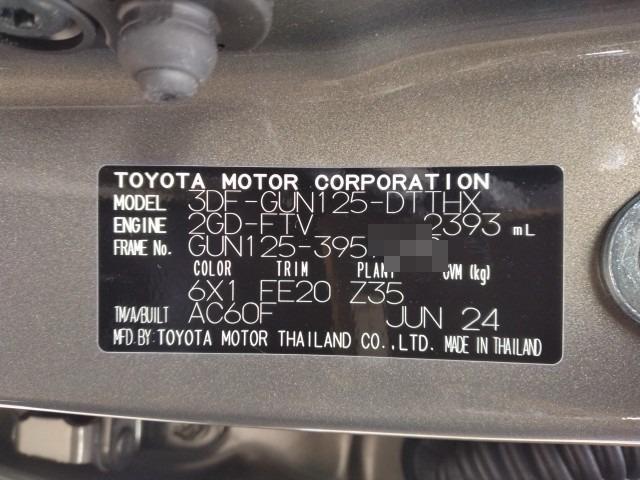 TOYOTA MOTOR CORPORATION
MODEL 3DF-GUN125-DTTHX
ENGINE 2GD-FTV 2393 mL
FRAME No. GUN125-395
COLOR TRIM PLANT GVM (kg)
6X1 FE20 Z35
TM/A/BUILT AC60F JUN 24
MFD.BY:TOYOTA MOTOR THAILAND CO.,LTD. MADE IN THAILAND